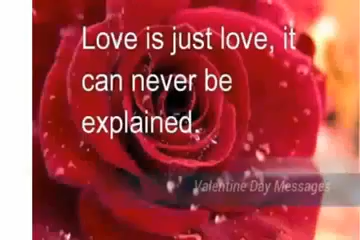 Love is just love, it
can never be
explained.
Valentine Day Messages